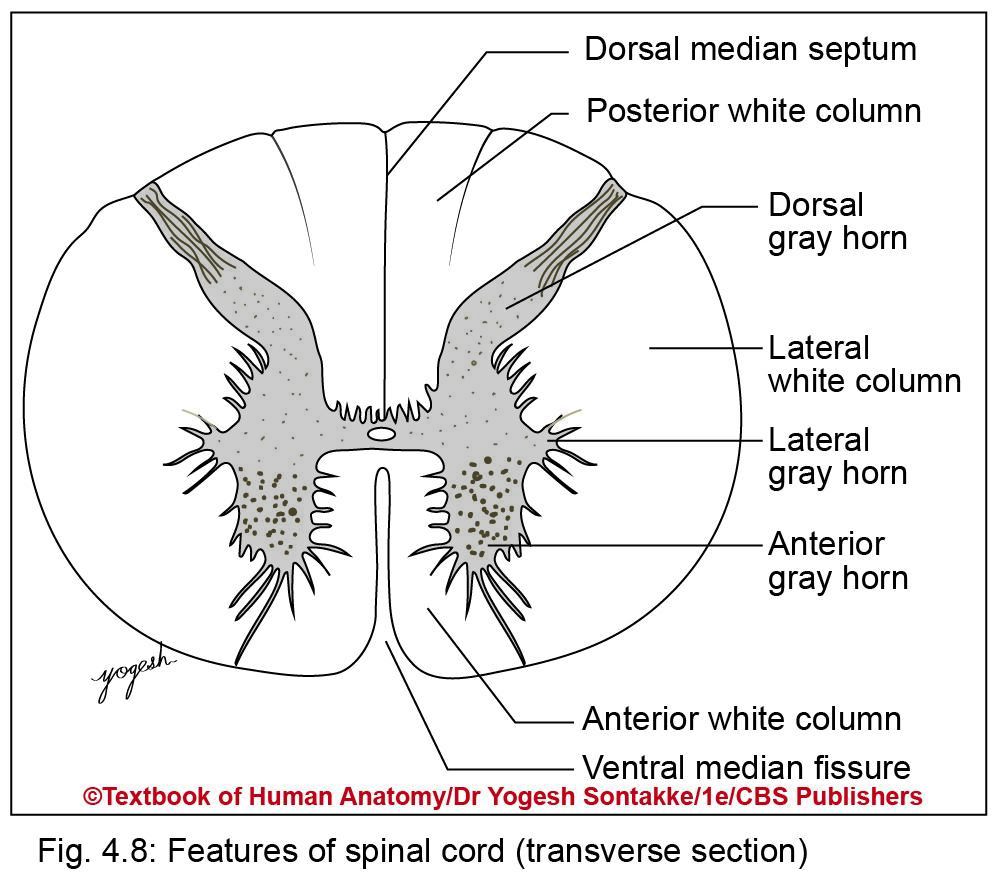 Dorsal median septum
Posterior white column
Dorsal
gray horn
Lateral
white column
Lateral
gray horn
Anterior
gray horn
yogesh
Anterior white column
Ventral median fissure
©Textbook of Human Anatomy/Dr Yogesh Sontakke/1e/CBS Publishers
Fig. 4.8: Features of spinal cord (transverse section)